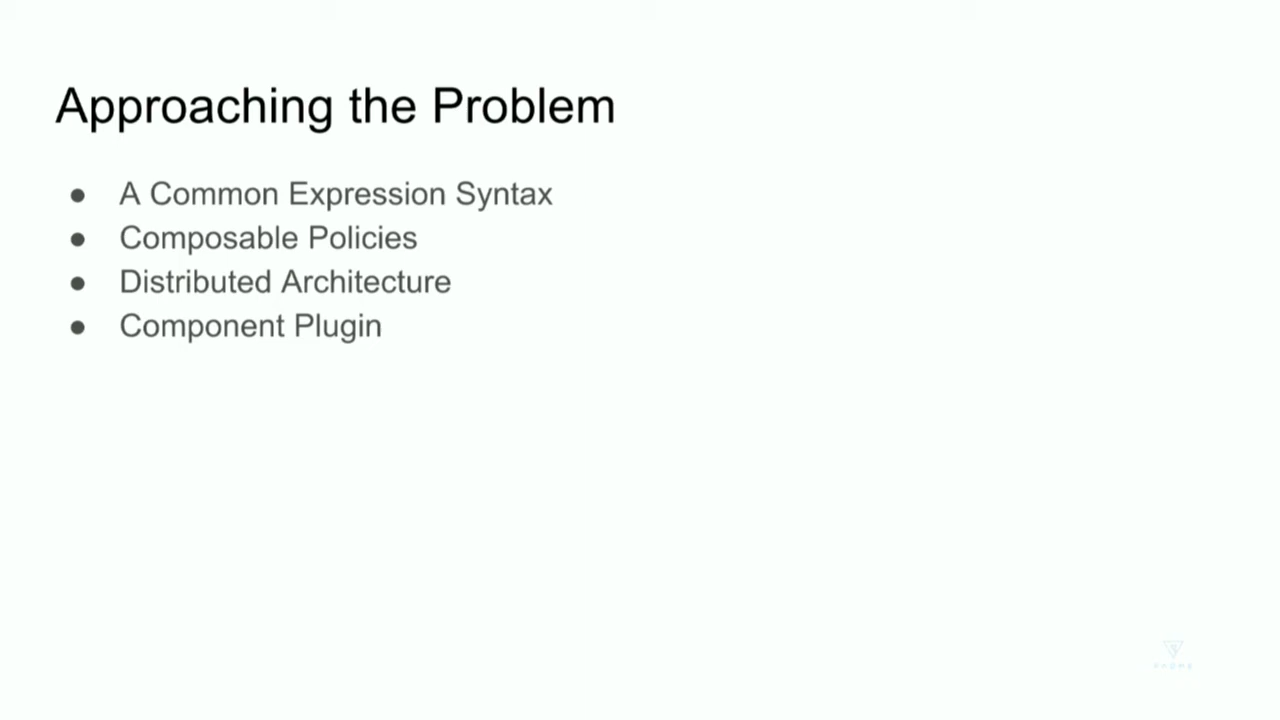 Approaching the Problem
● A Common Expression Syntax
● Composable Policies
● Distributed Architecture
● Component Plugin